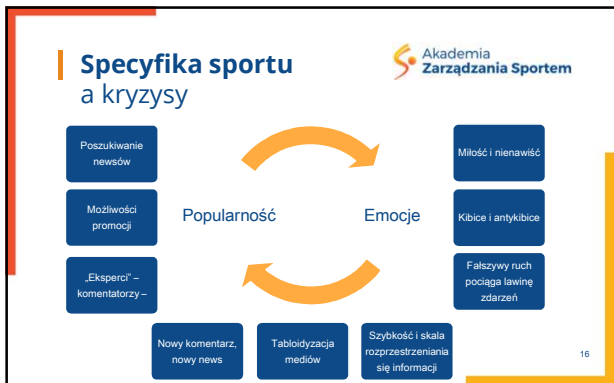 Specyfika sportu
a kryzysy
Akademia
Zarządzania Sportem
Poszukiwanie
newsów
Możliwości
promocji
„Eksperci” –
komentatorzy –
Popularność
Emocje
Miłość i nienawiść
Kibice i antykibice
Fałszywy ruch
pociąga lawinę
zdarzeń
Nowy komentarz,
nowy news
Tabloidyzacja
mediów
Szybkość i skala
rozprzestrzeniania
się informacji
16